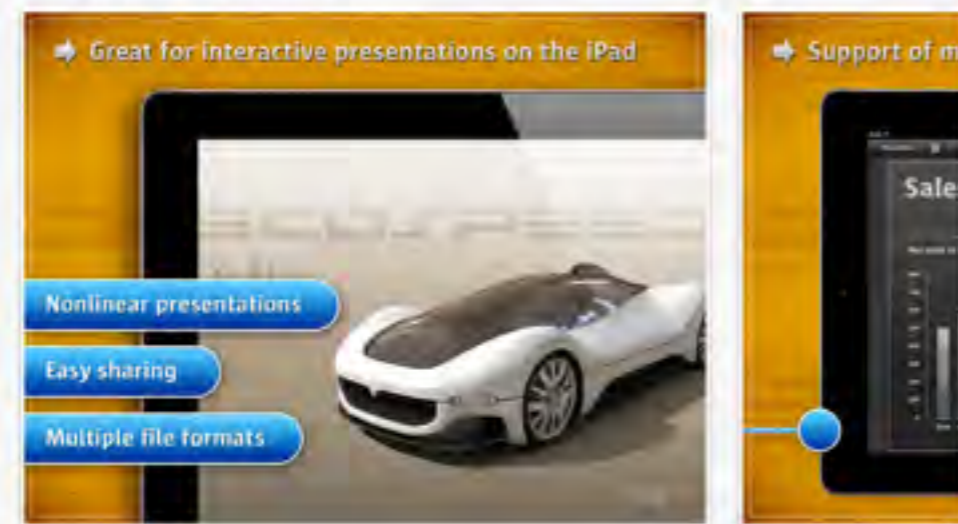 Great for interactive presentations on the iPad
Nonlinear presentations
Easy sharing
Multiple file formats
Support of m
Sale